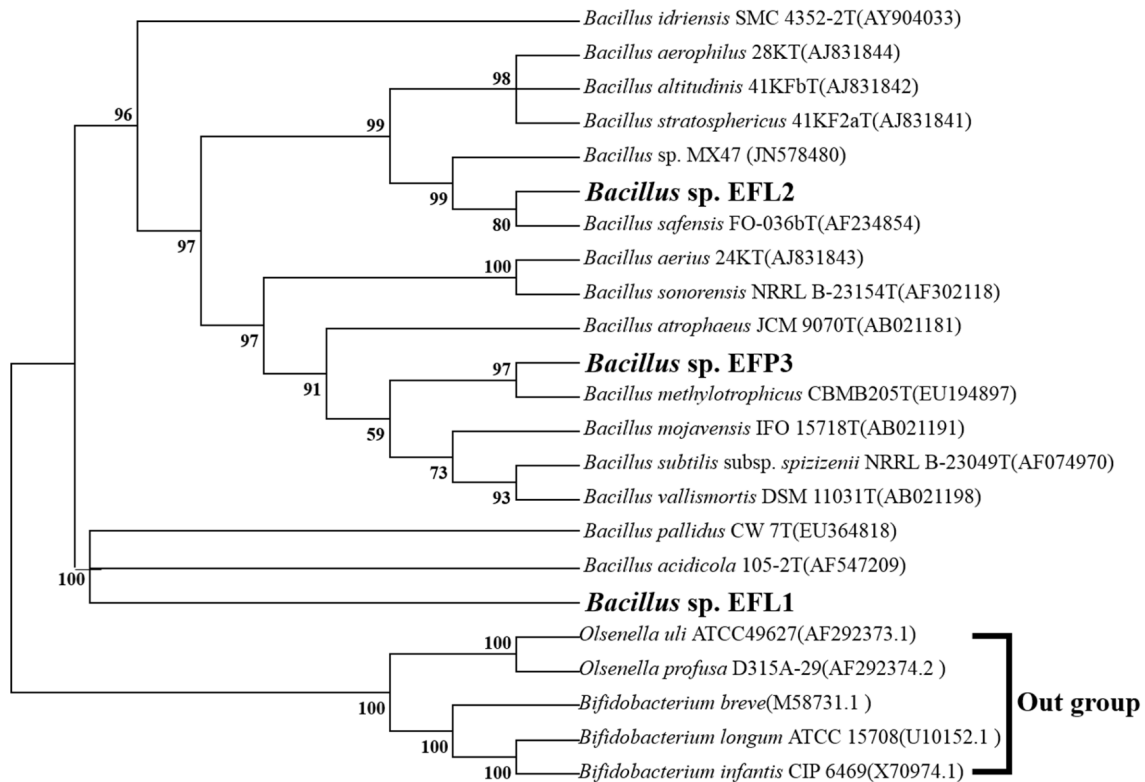 Bacillus idriensis SMC 4352-2T(AY904033)
Bacillus aerophilus 28KT(AJ831844)
98
Bacillus altitudinis 41KFbT(AJ831842)
96
99
Bacillus stratosphericus 41KF2aT(AJ831841)
Bacillus sp. MX47 (JN578480)
99
Bacillus sp. EFL2
80
Bacillus safensis FO-036bT(AF234854)
97
Bacillus aerius 24KT(AJ831843)
100
Bacillus sonorensis NRRL B-23154T(AF302118)
97
Bacillus atrophaeus JCM 9070T(AB021181)
91
97
Bacillus sp. EFP3
Bacillus methylotrophicus CBMB205T(EU194897)
59
Bacillus mojavensis IFO 15718T(AB021191)
73
Bacillus subtilis subsp. spizizenii NRRL B-23049T(AF074970)
93
Bacillus vallismortis DSM 11031T(AB021198)
Bacillus pallidus CW 7T(EU364818)
100
Bacillus acidicola 105-2T(AF547209)
Bacillus sp. EFL1
Olsenella uli ATCC49627(AF292373.1)
100
Olsenella profusa D315A-29(AF292374.2 )
100
Bifidobacterium breve(M58731.1 )
Out group
100
Bifidobacterium longum ATCC 15708(U10152.1 )
100
Bifidobacterium infantis CIP 6469(X70974.1)